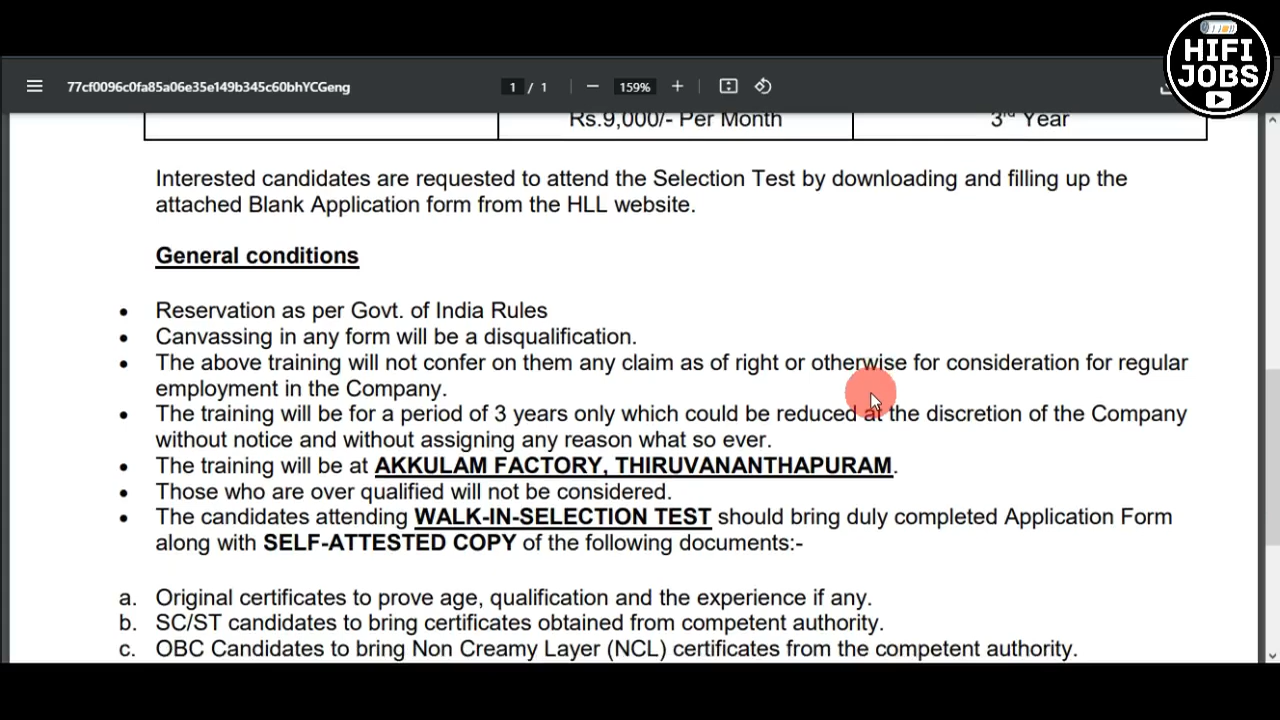 HIFI
JOBS
77cf0096c0fa85a06e35e149b345c60bhYCGeng
1 / 1
159%
Rs.9,000/- Per Month
3rd Year
Interested candidates are requested to attend the Selection Test by downloading and filling up the
attached Blank Application form from the HLL website.
General conditions
• Reservation as per Govt. of India Rules
• Canvassing in any form will be a disqualification.
• The above training will not confer on them any claim as of right or otherwise for consideration for regular
employment in the Company.
• The training will be for a period of 3 years only which could be reduced at the discretion of the Company
without notice and without assigning any reason what so ever.
• The training will be at AKKULAM FACTORY, THIRUVANANTHAPURAM.
• Those who are over qualified will not be considered.
• The candidates attending WALK-IN-SELECTION TEST should bring duly completed Application Form
along with SELF-ATTESTED COPY of the following documents:-
a. Original certificates to prove age, qualification and the experience if any.
b. SC/ST candidates to bring certificates obtained from competent authority.
c. OBC Candidates to bring Non Creamy Layer (NCL) certificates from the competent authority.